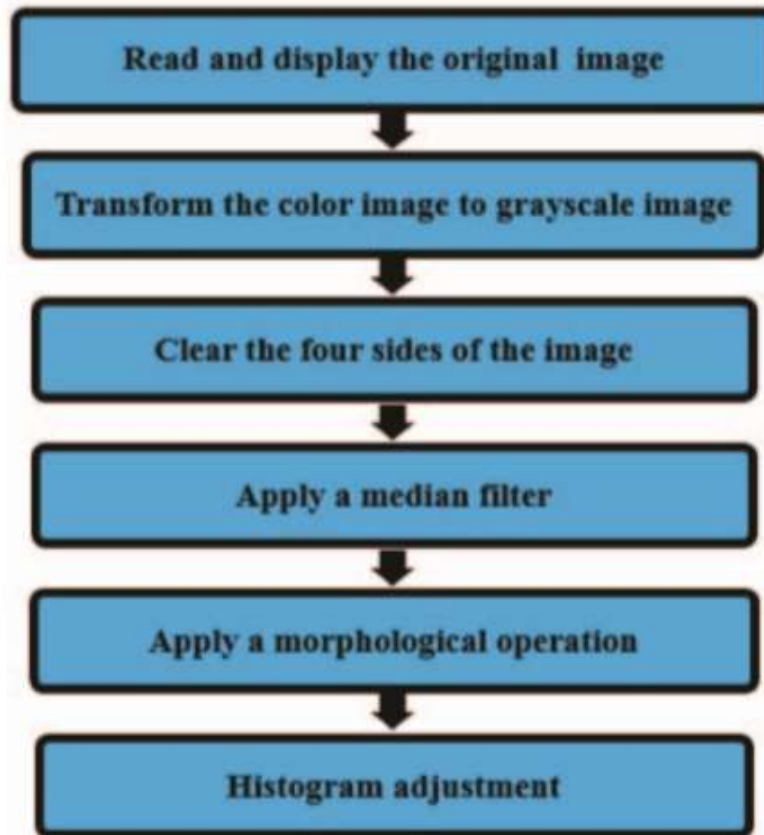 Read and display the original image
Transform the color image to grayscale image
Clear the four sides of the image
Apply a median filter
Apply a morphological operation
Histogram adjustment